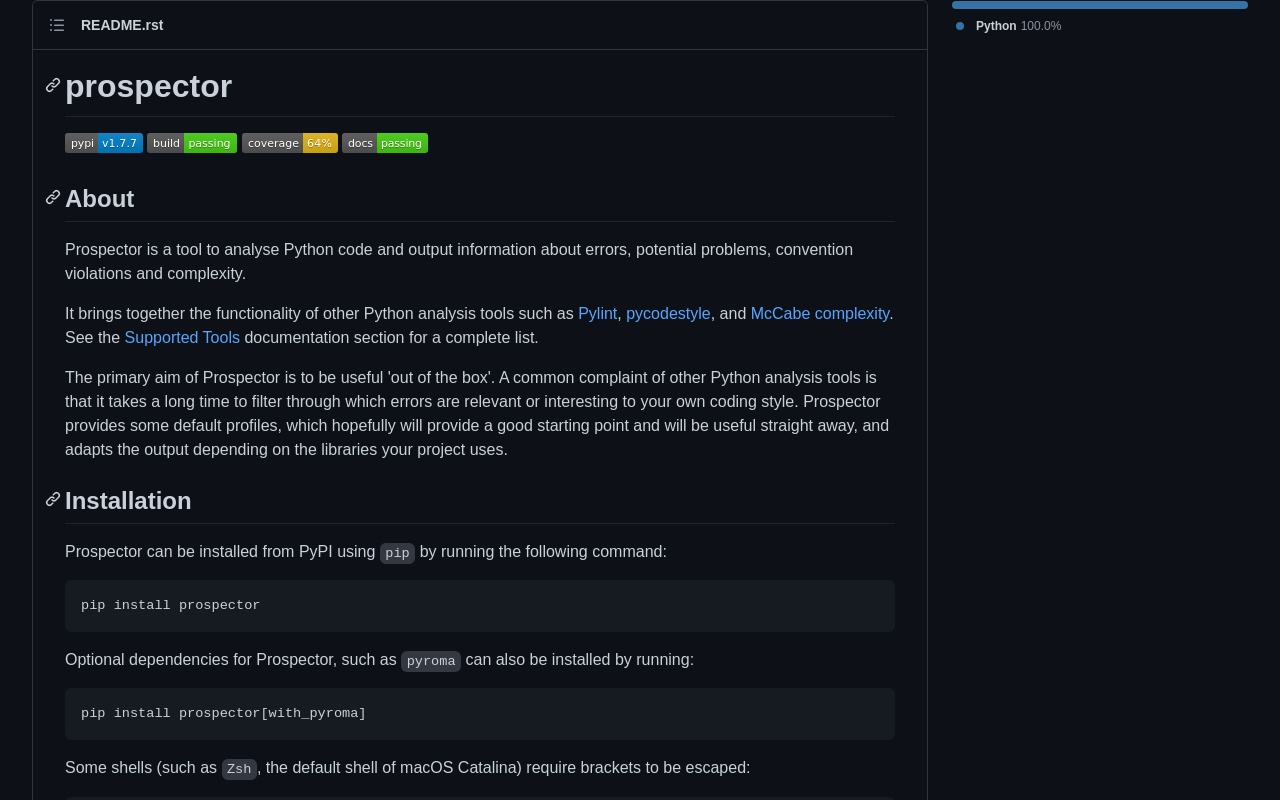 README.rst
Python 100.0%
prospector
pypi v1.7.7 build passing coverage 64% docs passing
About
Prospector is a tool to analyse Python code and output information about errors, potential problems, convention
violations and complexity.
It brings together the functionality of other Python analysis tools such as Pylint, pycodestyle, and McCabe complexity.
See the Supported Tools documentation section for a complete list.
The primary aim of Prospector is to be useful 'out of the box'. A common complaint of other Python analysis tools is
that it takes a long time to filter through which errors are relevant or interesting to your own coding style. Prospector
provides some default profiles, which hopefully will provide a good starting point and will be useful straight away, and
adapts the output depending on the libraries your project uses.
Installation
Prospector can be installed from PyPI using pip by running the following command:
pip install prospector
Optional dependencies for Prospector, such as pyroma can also be installed by running:
pip install prospector[with_pyroma]
Some shells (such as Zsh, the default shell of macOS Catalina) require brackets to be escaped: